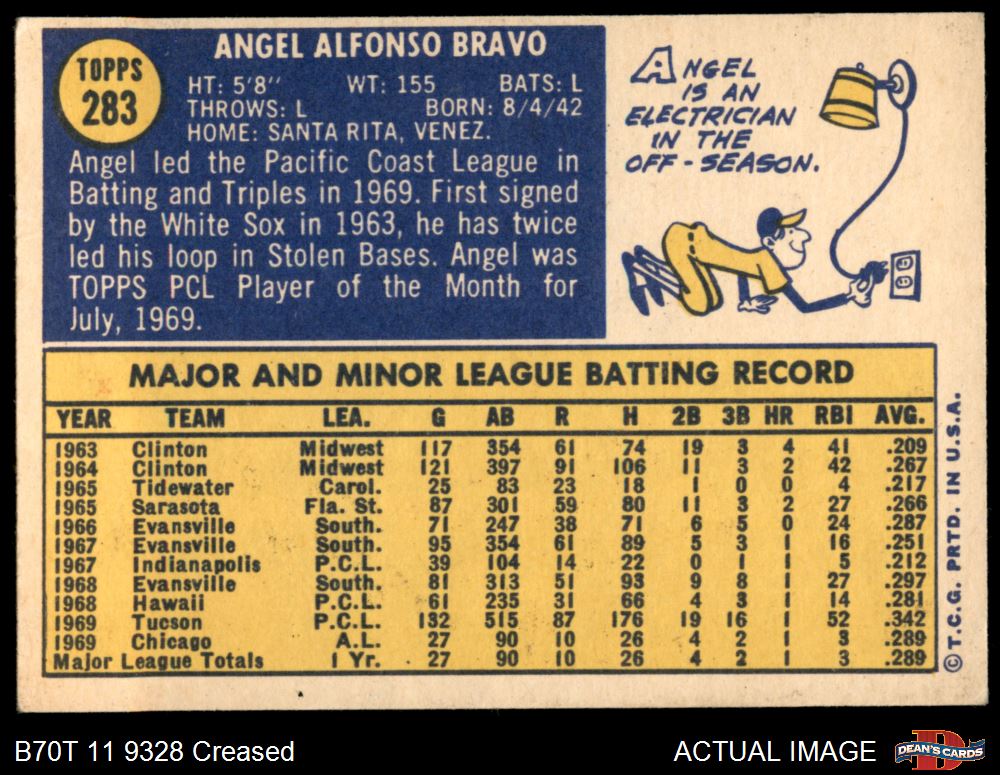 TOPPS
283
ANGEL ALFONSO BRAVO
HT: 5'8'' WT: 155 BATS: L
THROWS: L BORN: 8/4/42
HOME: SANTA RITA, VENEZ.
Angel led the Pacific Coast League in
Batting and Triples in 1969. First signed
by the White Sox in 1963, he has twice
led his loop in Stolen Bases. Angel was
TOPPS PCL Player of the Month for
July, 1969.
ANGEL
IS AN
ELECTRICIAN
IN THE
OFF-SEASON.
MAJOR AND MINOR LEAGUE BATTING RECORD
YEAR TEAM LEA. G AB R H 2B 3B HR RBI AVG.
1963 Clinton Midwest 117 354 61 74 19 3 4 41 .209
1964 Clinton Midwest 121 397 91 106 11 3 2 42 .267
1965 Tidewater Carol. 25 83 23 18 1 0 0 4 .217
1965 Sarasota Fla. St. 87 301 59 80 11 3 2 27 .266
1966 Evansville South. 71 247 38 71 6 5 0 24 .287
1967 Evansville South. 95 354 61 89 5 3 1 16 .251
1967 Indianapolis P.C.L. 39 104 14 22 0 1 1 5 .212
1968 Evansville South. 81 313 51 93 9 8 1 27 .297
1968 Hawaii P.C.L. 61 235 31 66 4 3 1 14 .281
1969 Tucson P.C.L. 132 515 87 176 19 16 1 52 .342
1969 Chicago A.L. 27 90 10 26 4 2 1 3 .289
Major League Totals 1 Yr. 27 90 10 26 4 2 1 3 .289
© T.C.G. PRTD. IN U.S.A.
B70T 11 9328 Creased
ACTUAL IMAGE
D
DEAN'S CARDS